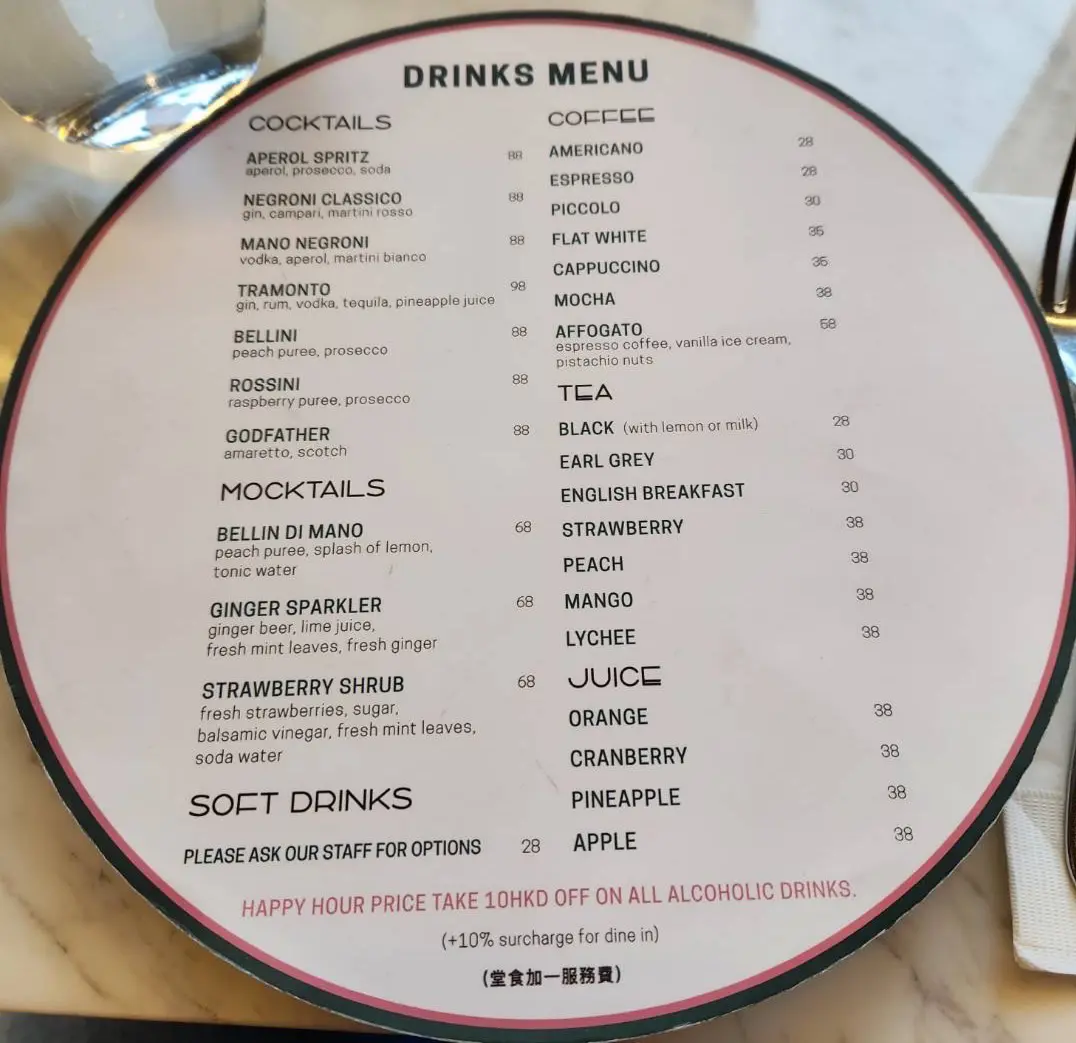 DRINKS MENU
COCKTAILS
APEROL SPRITZ 88
aperol, prosecco, soda
NEGRONI CLASSICO 88
gin, campari, martini rosso
MANO NEGRONI 88
vodka, aperol, martini bianco
TRAMONTO 98
gin, rum, vodka, tequila, pineapple juice
BELLINI 88
peach puree, prosecco
ROSSINI 88
raspberry puree, prosecco
GODFATHER 88
amaretto, scotch
MOCKTAILS
BELLIN DI MANO 68
peach puree, splash of lemon,
tonic water
GINGER SPARKLER 68
ginger beer, lime juice,
fresh mint leaves, fresh ginger
STRAWBERRY SHRUB 68
fresh strawberries, sugar,
balsamic vinegar, fresh mint leaves,
soda water
SOFT DRINKS
PLEASE ASK OUR STAFF FOR OPTIONS 28
COFFEE
AMERICANO 28
ESPRESSO 28
PICCOLO 30
FLAT WHITE 35
CAPPUCCINO 35
MOCHA 38
AFFOGATO 58
espresso coffee, vanilla ice cream,
pistachio nuts
TEA
BLACK (with lemon or milk) 28
EARL GREY 30
ENGLISH BREAKFAST 30
STRAWBERRY 38
PEACH 38
MANGO 38
LYCHEE 38
JUICE
ORANGE 38
CRANBERRY 38
PINEAPPLE 38
APPLE 38
HAPPY HOUR PRICE TAKE 10HKD OFF ON ALL ALCOHOLIC DRINKS.
(+10% surcharge for dine in)
(堂食加一服務費)